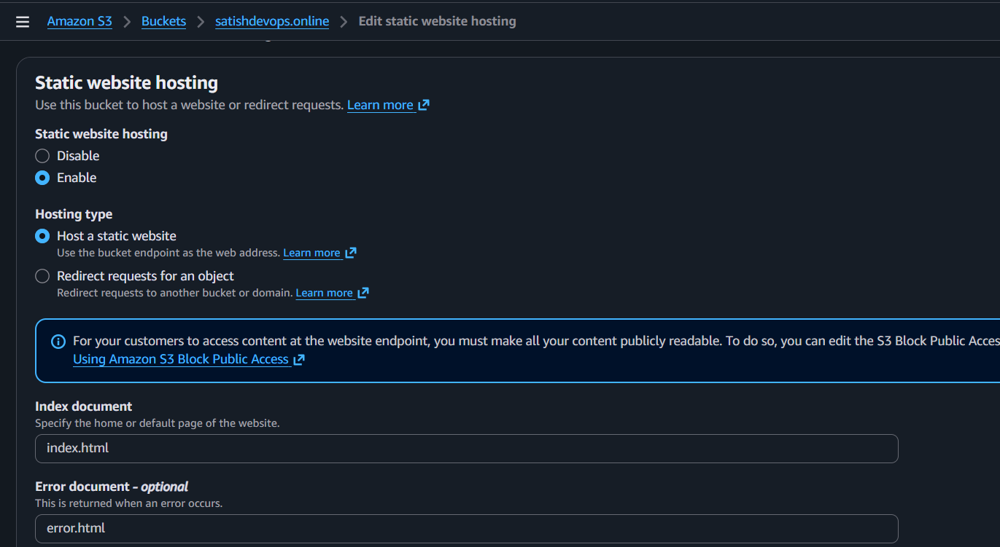 Amazon S3 > Buckets > satishdevops.online > Edit static website hosting
Static website hosting
Use this bucket to host a website or redirect requests. Learn more
Static website hosting
Disable
Enable
Hosting type
Host a static website
Use the bucket endpoint as the web address. Learn more
Redirect requests for an object
Redirect requests to another bucket or domain. Learn more
For your customers to access content at the website endpoint, you must make all your content publicly readable. To do so, you can edit the S3 Block Public
Using Amazon S3 Block Public Access
Index document
Specify the home or default page of the website.
index.html
Error document - optional
This is returned when an error occurs.
error.html